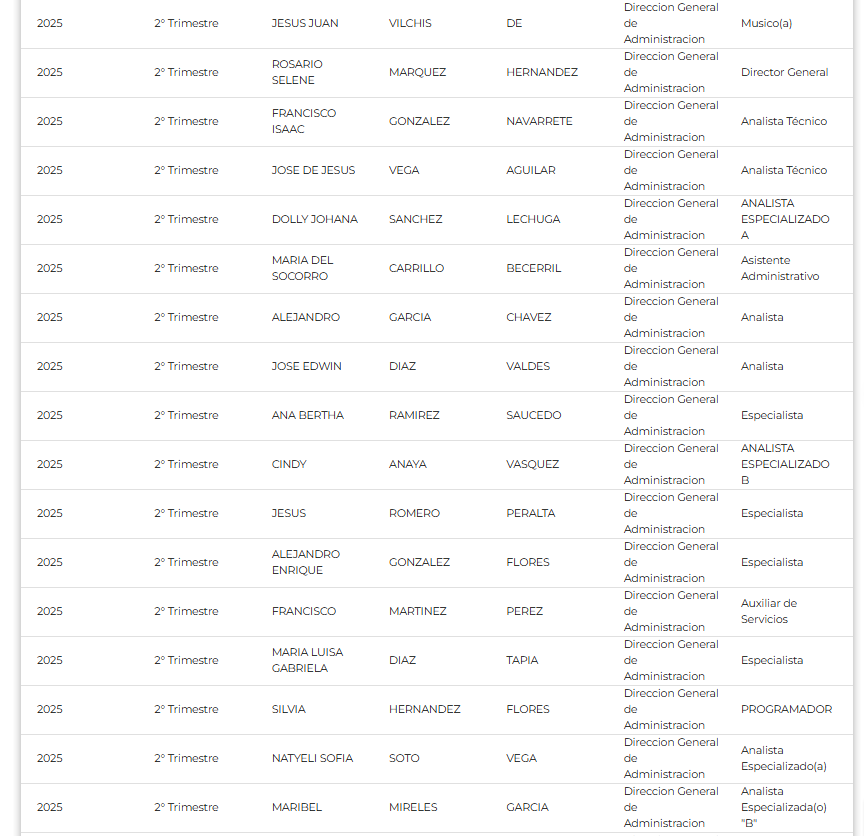 2025 2° Trimestre JESUS JUAN VILCHIS DE Direccion General de Administracion Musico(a)
2025 2° Trimestre ROSARIO SELENE MARQUEZ HERNANDEZ Direccion General de Administracion Director General
2025 2° Trimestre FRANCISCO ISAAC GONZALEZ NAVARRETE Direccion General de Administracion Analista Técnico
2025 2° Trimestre JOSE DE JESUS VEGA AGUILAR Direccion General de Administracion Analista Técnico
2025 2° Trimestre DOLLY JOHANA SANCHEZ LECHUGA Direccion General de Administracion ANALISTA ESPECIALIZADO A
2025 2° Trimestre MARIA DEL SOCORRO CARRILLO BECERRIL Direccion General de Administracion Asistente Administrativo
2025 2° Trimestre ALEJANDRO GARCIA CHAVEZ Direccion General de Administracion Analista
2025 2° Trimestre JOSE EDWIN DIAZ VALDES Direccion General de Administracion Analista
2025 2° Trimestre ANA BERTHA RAMIREZ SAUCEDO Direccion General de Administracion Especialista
2025 2° Trimestre CINDY ANAYA VASQUEZ Direccion General de Administracion ANALISTA ESPECIALIZADO B
2025 2° Trimestre JESUS ROMERO PERALTA Direccion General de Administracion Especialista
2025 2° Trimestre ALEJANDRO ENRIQUE GONZALEZ FLORES Direccion General de Administracion Especialista
2025 2° Trimestre FRANCISCO MARTINEZ PEREZ Direccion General de Administracion Auxiliar de Servicios
2025 2° Trimestre MARIA LUISA GABRIELA DIAZ TAPIA Direccion General de Administracion Especialista
2025 2° Trimestre SILVIA HERNANDEZ FLORES Direccion General de Administracion PROGRAMADOR
2025 2° Trimestre NATYELI SOFIA SOTO VEGA Direccion General de Administracion Analista Especializado(a)
2025 2° Trimestre MARIBEL MIRELES GARCIA Direccion General de Administracion Analista Especializada(o) "B"